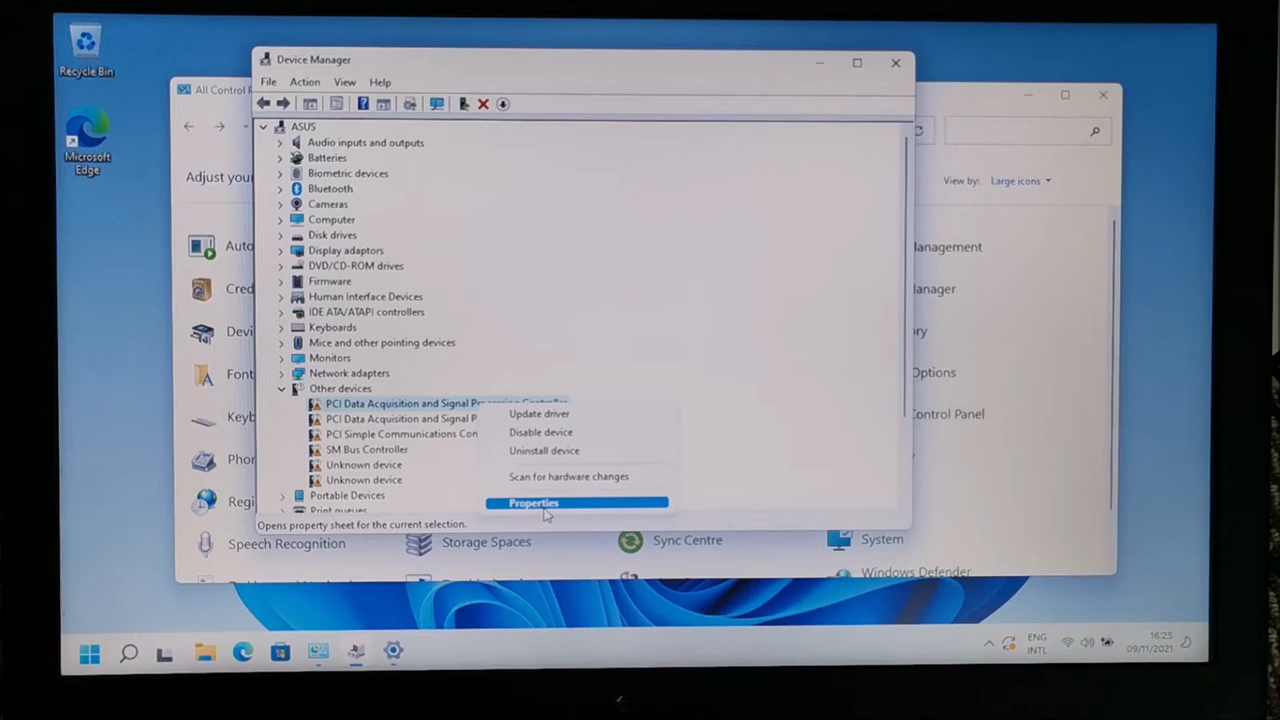 Recycle Bin
Microsoft
Edge
Device Manager
File Action View Help
ASUS
Audio inputs and outputs
Batteries
Biometric devices
Bluetooth
Cameras
Computer
Disk drives
Display adaptors
DVD/CD-ROM drives
Firmware
Human Interface Devices
IDE ATA/ATAPI controllers
Keyboards
Mice and other pointing devices
Monitors
Network adapters
Other devices
PCI Data Acquisition and Signal Processing Controller
PCI Data Acquisition and Signal P
PCI Simple Communications Con
SM Bus Controller
Unknown device
Unknown device
Portable Devices
Print queues
Opens property sheet for the current selection.
Update driver
Disable device
Uninstall device
Scan for hardware changes
Properties
All Control
Adjust your
View by: Large icons
Auto
Cred
Devi
Font
Keyb
Phon
Regi
anagement
anager
ry
Options
ontrol Panel
Speech Recognition
Storage Spaces
Sync Centre
System
Windows Defender
ENG
INTL
16:25
09/11/2021